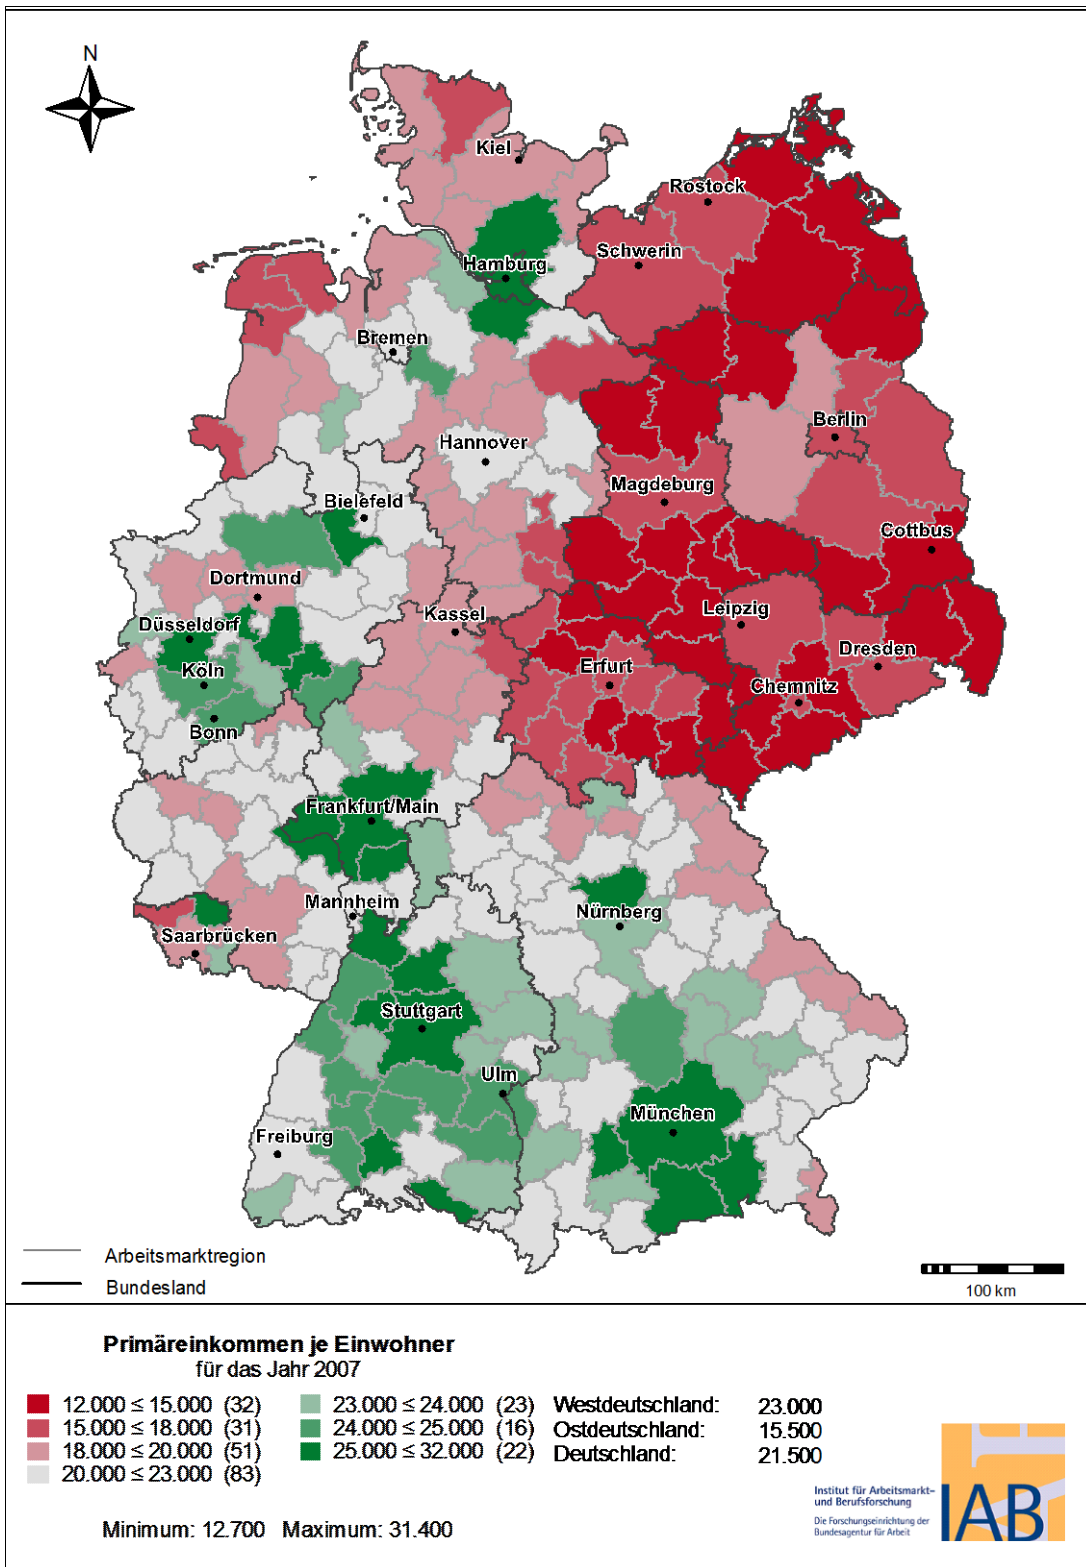 N
Kiel
Rostock
Hamburg
Schwerin
Bremen
Berlin
Hannover
Magdeburg
Bielefeld
Cottbus
Dortmund
Düsseldorf
Kassel
Leipzig
Köln
Erfurt
Dresden
Chemnitz
Bonn
Frankfurt/Main
Mannheim
Nürnberg
Saarbrücken
Stuttgart
Ulm
München
Freiburg
Arbeitsmarktregion
Bundesland
100 km
Primäreinkommen je Einwohner
für das Jahr 2007
12.000 ≤ 15.000 (32) 23.000 ≤ 24.000 (23) Westdeutschland: 23.000
15.000 ≤ 18.000 (31) 24.000 ≤ 25.000 (16) Ostdeutschland: 15.500
18.000 ≤ 20.000 (51) 25.000 ≤ 32.000 (22) Deutschland: 21.500
20.000 ≤ 23.000 (83)
Minimum: 12.700 Maximum: 31.400
Institut für Arbeitsmarkt-
und Berufsforschung
Die Forschungseinrichtung der
Bundesagentur für Arbeit
IAB